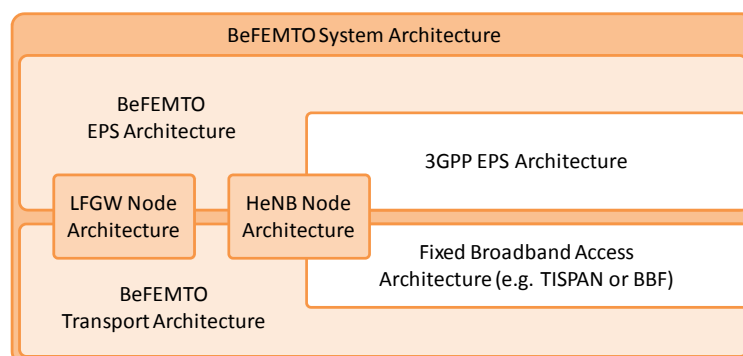 BeFEMTO System Architecture
BeFEMTO
EPS Architecture
3GPP EPS Architecture
LFGW Node
Architecture
HeNB Node
Architecture
Fixed Broadband Access
Architecture (e.g. TISPAN or BBF)
BeFEMTO
Transport Architecture